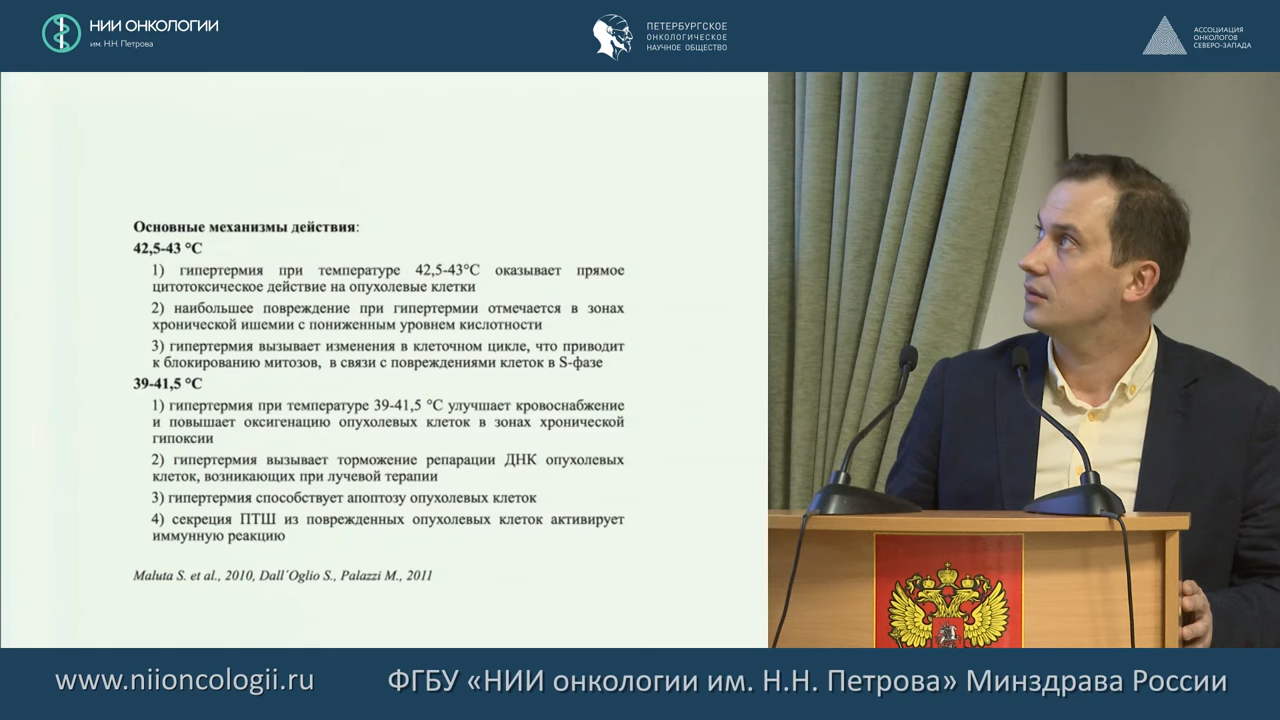 НИИ ОНКОЛОГИИ
им. Н.Н. Петрова
ПЕТЕРБУРГСКОЕ
ОНКОЛОГИЧЕСКОЕ
НАУЧНОЕ ОБЩЕСТВО
АССОЦИАЦИЯ
ОНКОЛОГОВ
СЕВЕРО-ЗАПАДА
Основные механизмы действия:
42,5-43 °С
1) гипертермия при температуре 42,5-43°С оказывает прямое
цитотоксическое действие на опухолевые клетки
2) наибольшее повреждение при гипертермии отмечается в зонах
хронической ишемии с пониженным уровнем кислотности
3) гипертермия вызывает изменения в клеточном цикле, что приводит
к блокированию митозов, в связи с повреждениями клеток в S-фазе
39-41,5 °С
1) гипертермия при температуре 39-41,5 °С улучшает кровоснабжение
и повышает оксигенацию опухолевых клеток в зонах хронической
гипоксии
2) гипертермия вызывает торможение репарации ДНК опухолевых
клеток, возникающих при лучевой терапии
3) гипертермия способствует апоптозу опухолевых клеток
4) секреция ПТШ из поврежденных опухолевых клеток активирует
иммунную реакцию
Maluta S. et al., 2010, Dall´Oglio S., Palazzi M., 2011
www.niioncologii.ru
ФГБУ «НИИ онкологии им. Н.Н. Петрова» Минздрава России